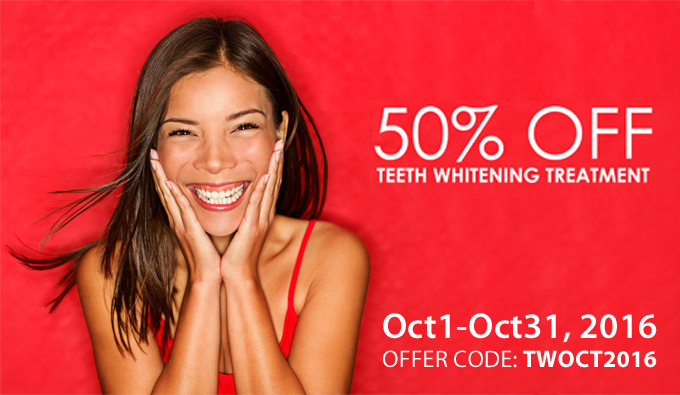 50% OFF
TEETH WHITENING TREATMENT
Oct1-Oct31, 2016
OFFER CODE: TWOCT2016